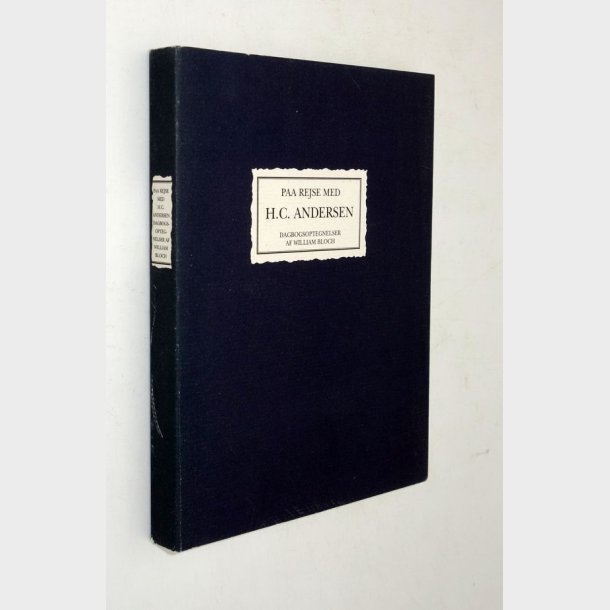 PAA REJSE
MED
H.C.
ANDERSEN
DAGBOGS-
OPTEG-
NELSER AF
WILLIAM
BLOCH
PAA REJSE MED
H.C. ANDERSEN
DAGBOGSOPTEGNELSER
AF WILLIAM BLOCH